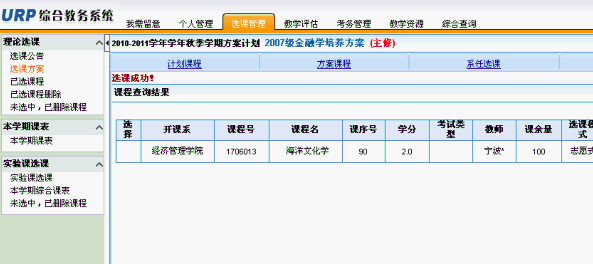 URP综合教务系统
我需留意 个人管理 选课管理 教学评估 考务管理 教学资源 综合查询
理论选课
选课公告
选课方案
已选课程
已选课程删除
未选中，已删除课程
本学期课表
本学期课表
实验课选课
实验课选课
本学期综合课表
未选中，已删除课程
2010-2011学年学年秋季学期方案计划 2007级金融学培养方案 (主修)
计划课程 方案课程 系任选课
选课成功!
课程查询结果
选择 开课系 课程号 课程名 课序号 学分 考试类型 教师 课余量 选课模式
经济管理学院 1706013 海洋文化学 90 2.0 宁波* 100 志愿式